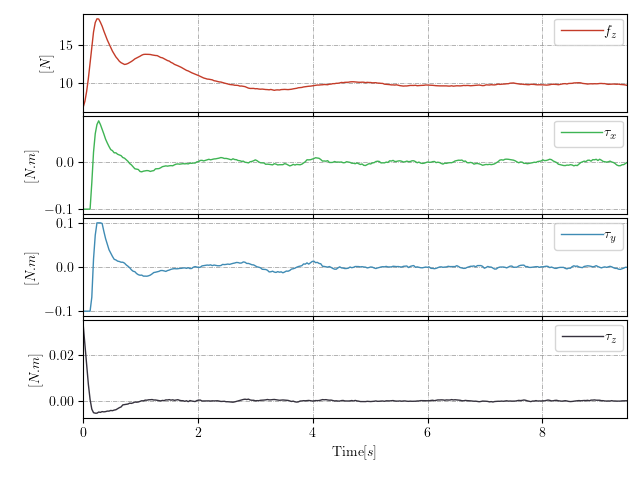 [N]
15
10
f_z
[N.m]
0.0
−0.1
τ_x
[N.m]
0.1
0.0
−0.1
τ_y
[N.m]
0.02
0.00
τ_z
0 2 4 6 8
Time[s]